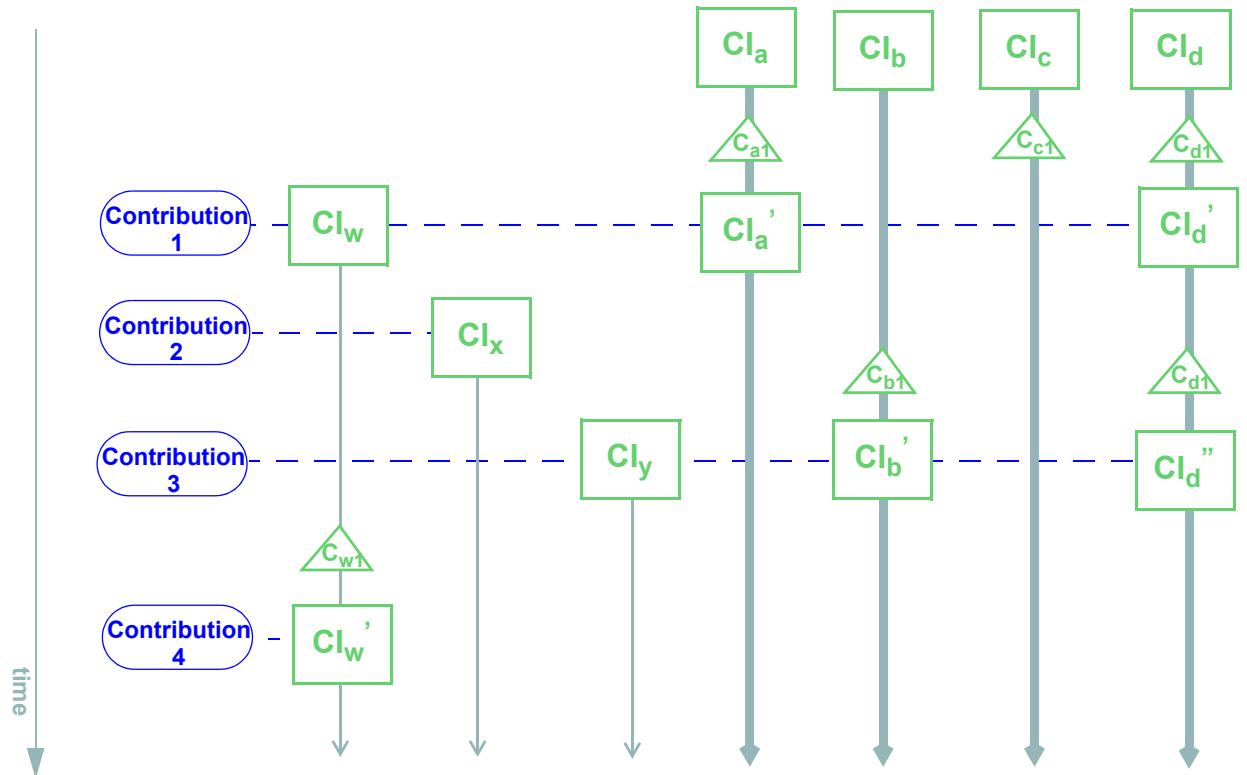 CIa CIb CIc CId
Ca1 Cc1 Cd1
Contribution
1
CIw CIa’ CId’
Contribution
2
CIx
Cb1 Cd1
Contribution
3
CIy CIb’ CId”
Cw1
Contribution
4
CIw’
time